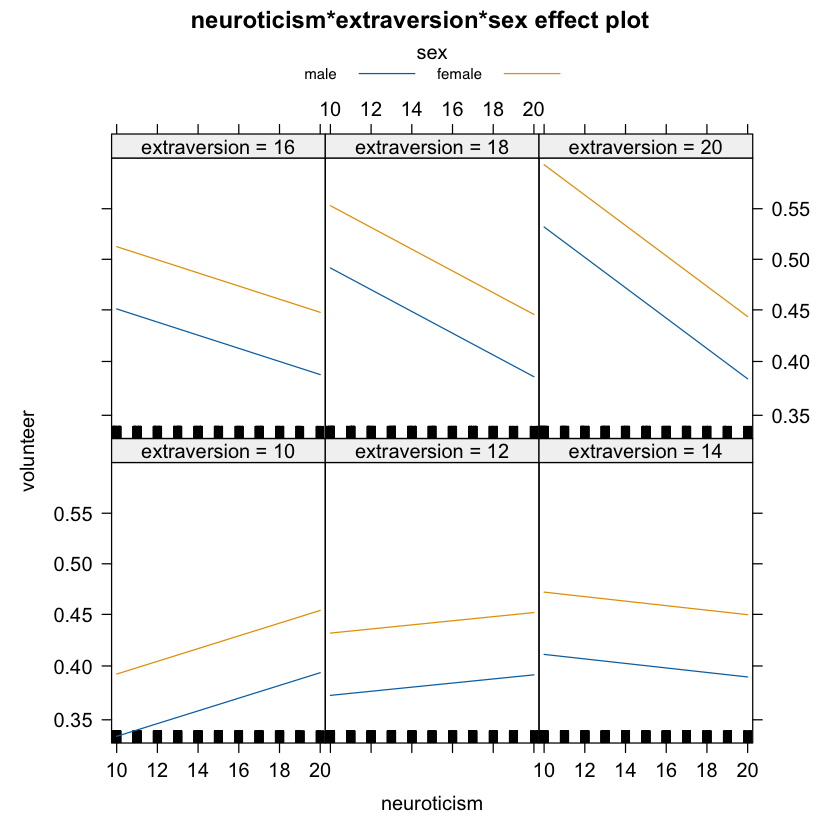 neuroticism*extraversion*sex effect plot
sex
male female
10 12 14 16 18 20
extraversion = 16 extraversion = 18 extraversion = 20
0.55
0.50
0.45
0.40
0.35
volunteer
extraversion = 10 extraversion = 12 extraversion = 14
0.55
0.50
0.45
0.40
0.35
10 12 14 16 18 20 10 12 14 16 18 20
neuroticism